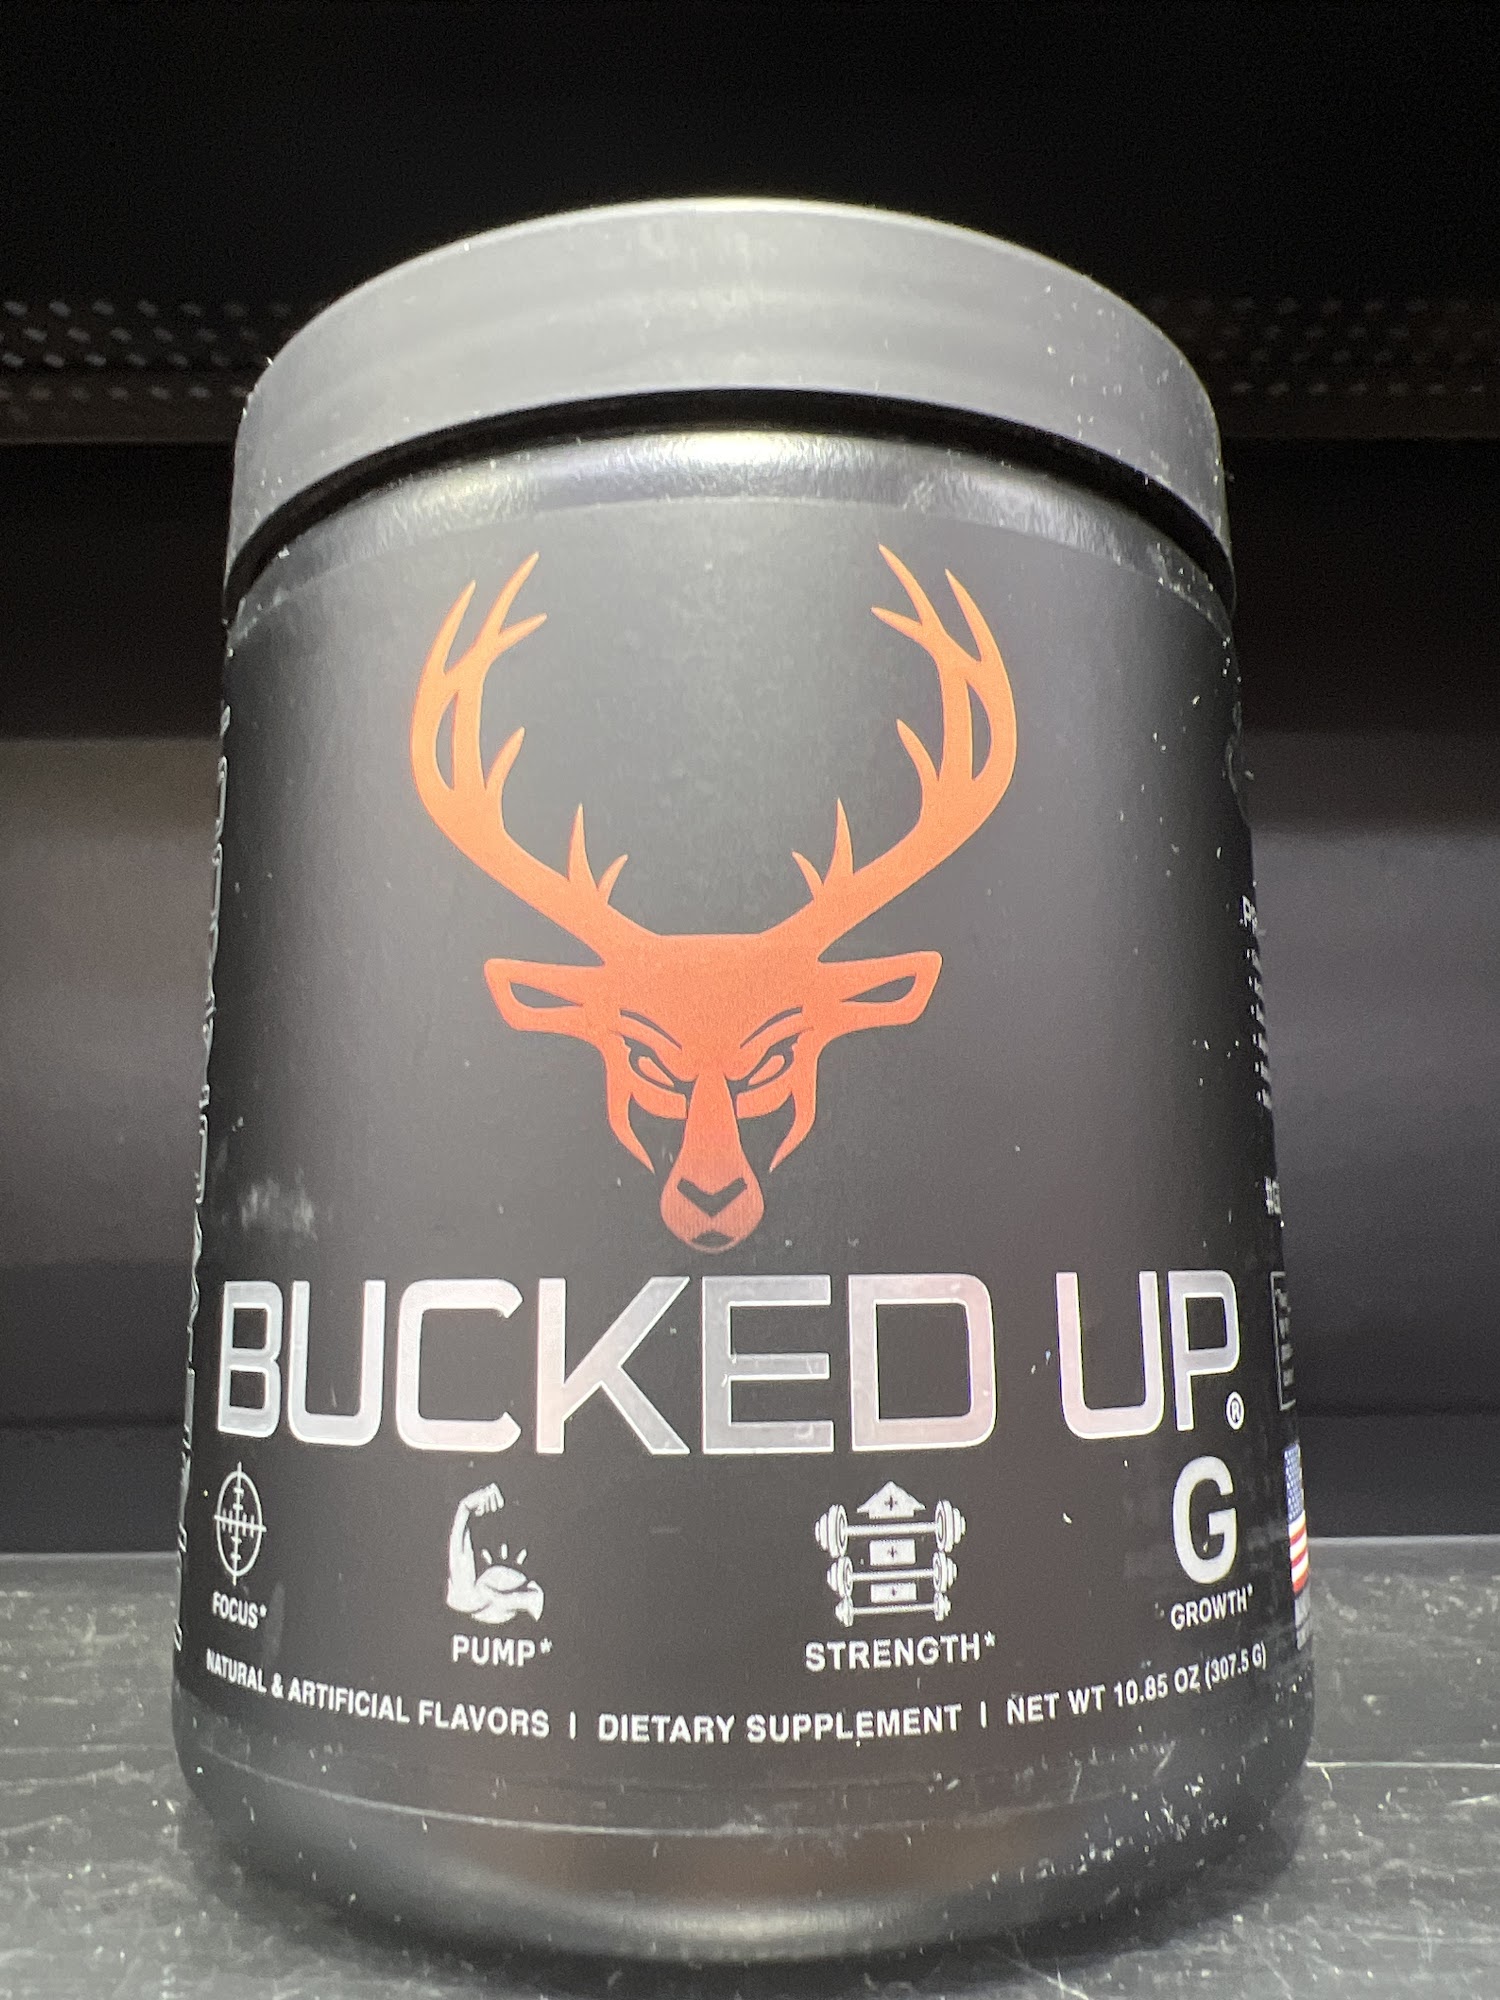 BUCKED UP®
G
FOCUS*
PUMP*
STRENGTH*
GROWTH*
NATURAL & ARTIFICIAL FLAVORS | DIETARY SUPPLEMENT | NET WT 10.85 OZ (307.5 G)